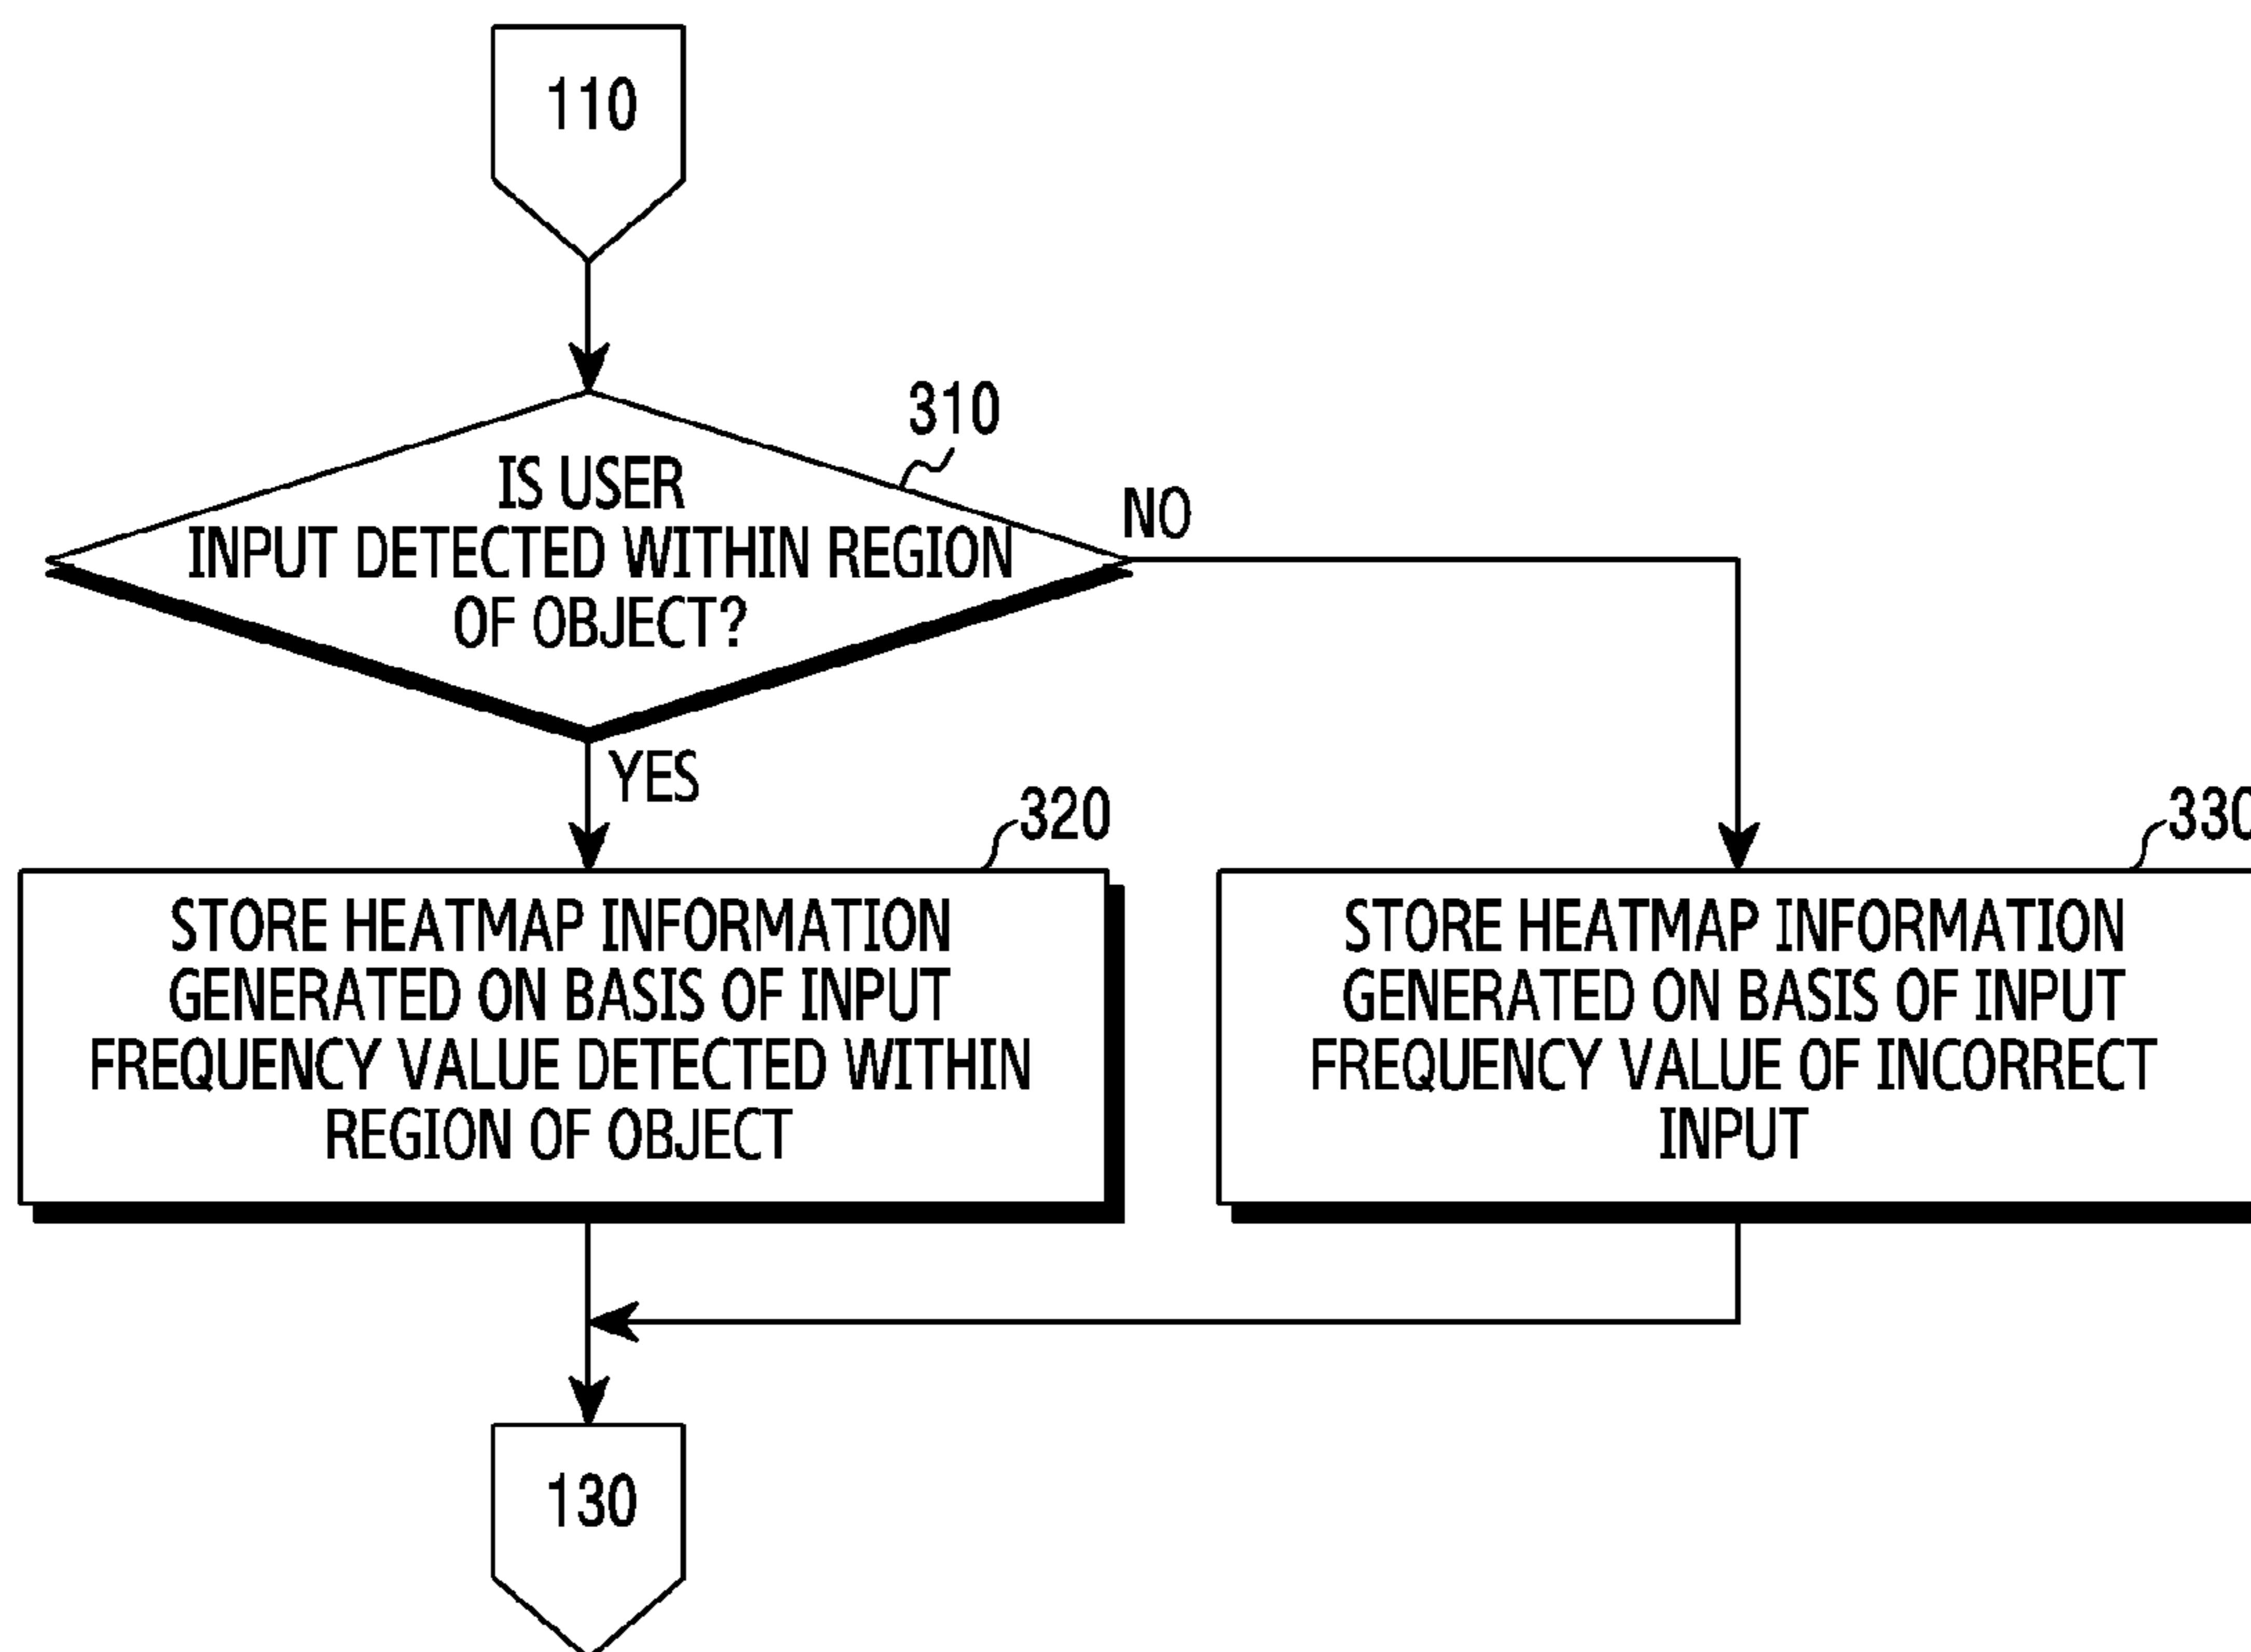 110
310
IS USER
INPUT DETECTED WITHIN REGION
OF OBJECT?
NO
YES
320
STORE HEATMAP INFORMATION
GENERATED ON BASIS OF INPUT
FREQUENCY VALUE DETECTED WITHIN
REGION OF OBJECT
330
STORE HEATMAP INFORMATION
GENERATED ON BASIS OF INPUT
FREQUENCY VALUE OF INCORRECT
INPUT
130